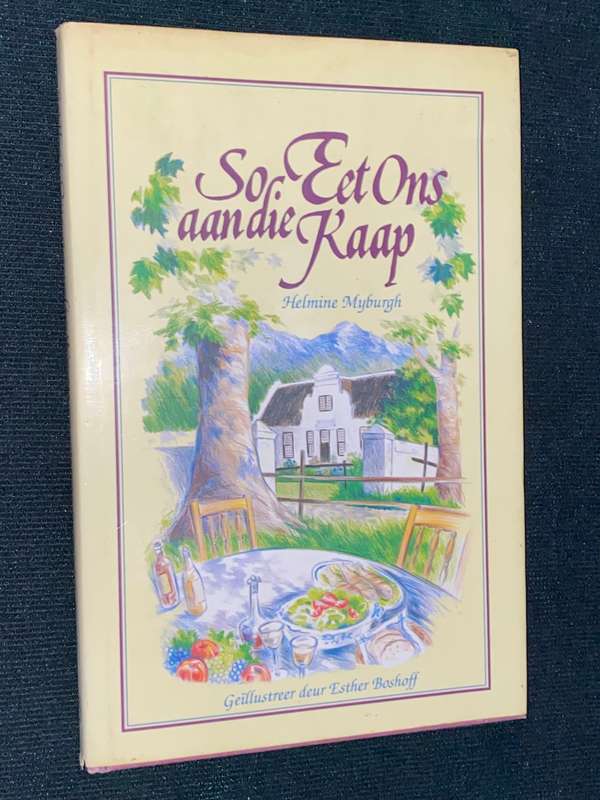 So Eet Ons
aan die Kaap
Helmine Myburgh
Geïllustreer deur Esther Boshoff